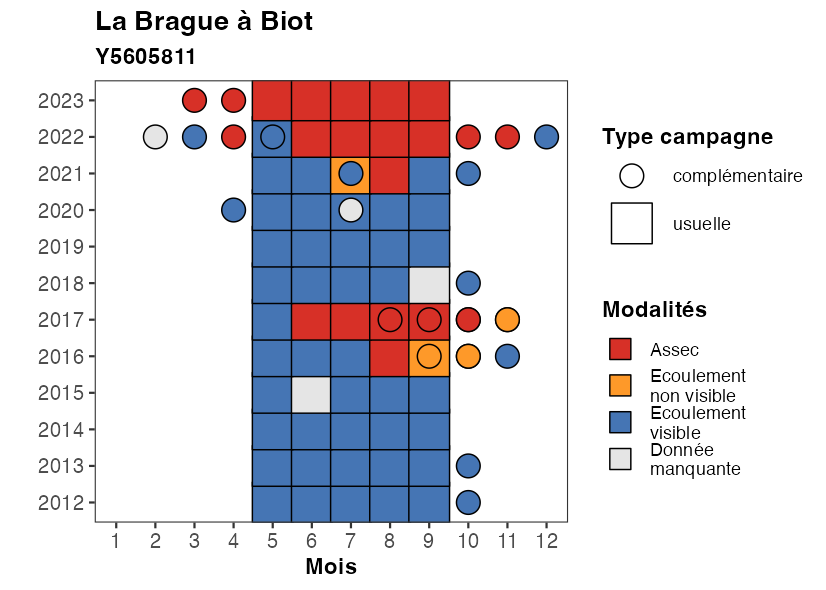 La Brague à Biot
Y5605811
2023
2022
2021
2020
2019
2018
2017
2016
2015
2014
2013
2012
1 2 3 4 5 6 7 8 9 10 11 12
Mois
Type campagne
complémentaire
usuelle
Modalités
Assec
Ecoulement
non visible
Ecoulement
visible
Donnée
manquante